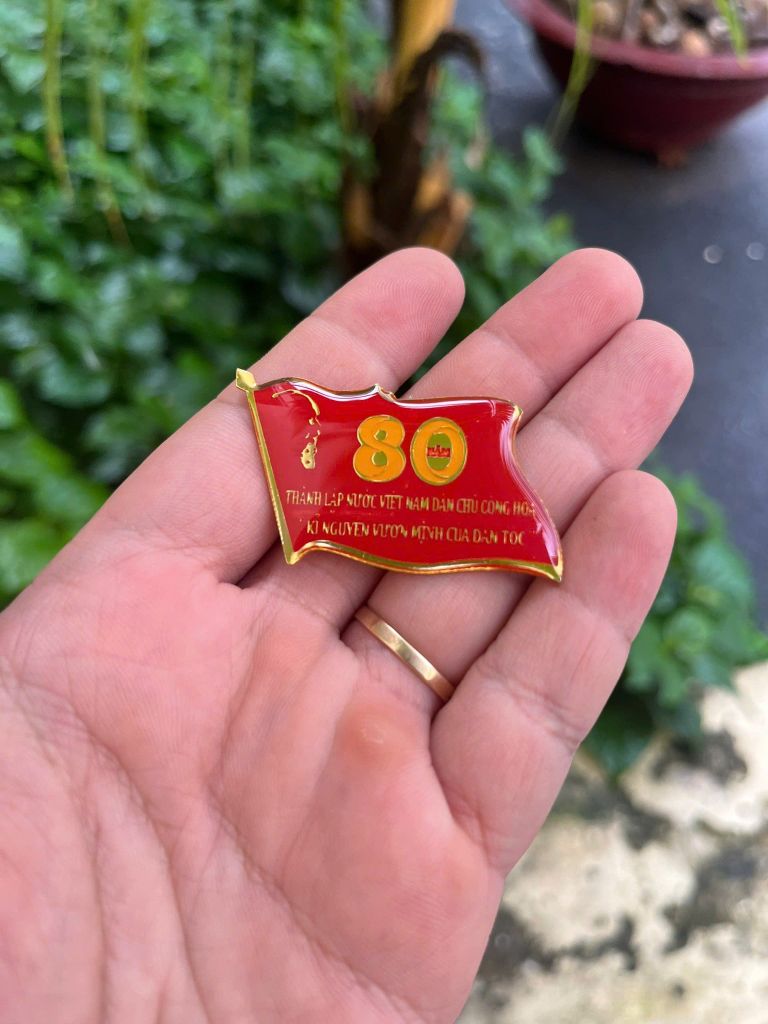 80
NĂM
THÀNH LẬP NƯỚC VIỆT NAM DÂN CHỦ CỘNG HÒA
KỈ NGUYÊN VƯƠN MÌNH CỦA DÂN TỘC